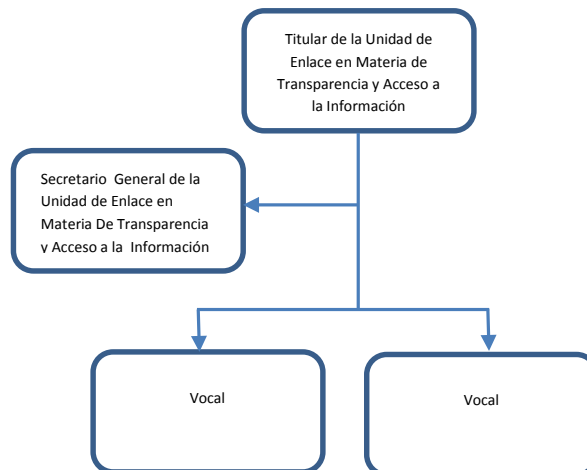 Titular de la Unidad de
Enlace en Materia de
Transparencia y Acceso a
la Información
Secretario General de la
Unidad de Enlace en
Materia De Transparencia
y Acceso a la Información
Vocal
Vocal